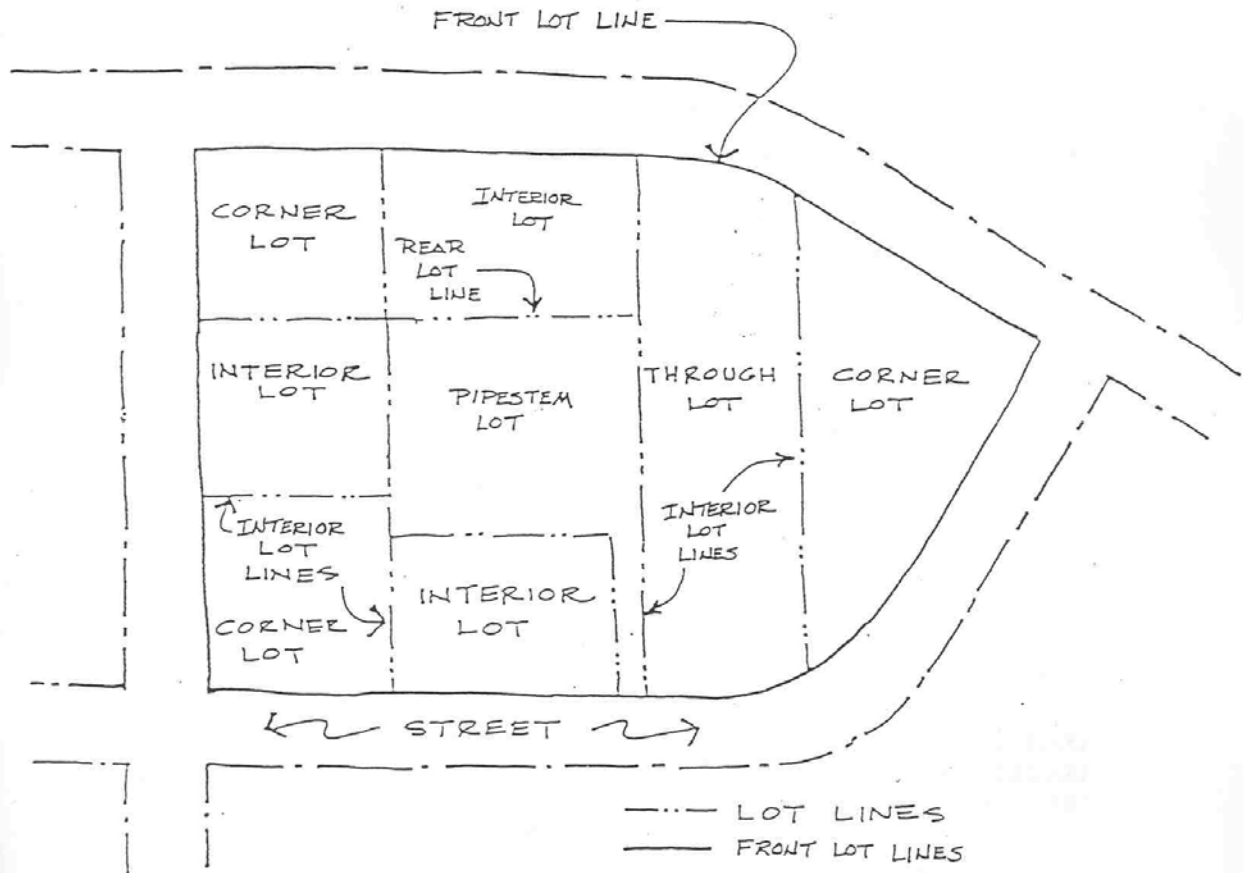 FRONT LOT LINE
CORNER
LOT
INTERIOR
LOT
REAR
LOT
LINE
INTERIOR
LOT
PIPESTEM
LOT
THROUGH
LOT
CORNER
LOT
INTERIOR
LOT
LINES
INTERIOR
LOT
LINES
CORNER
LOT
INTERIOR
LOT
STREET
LOT LINES
FRONT LOT LINES